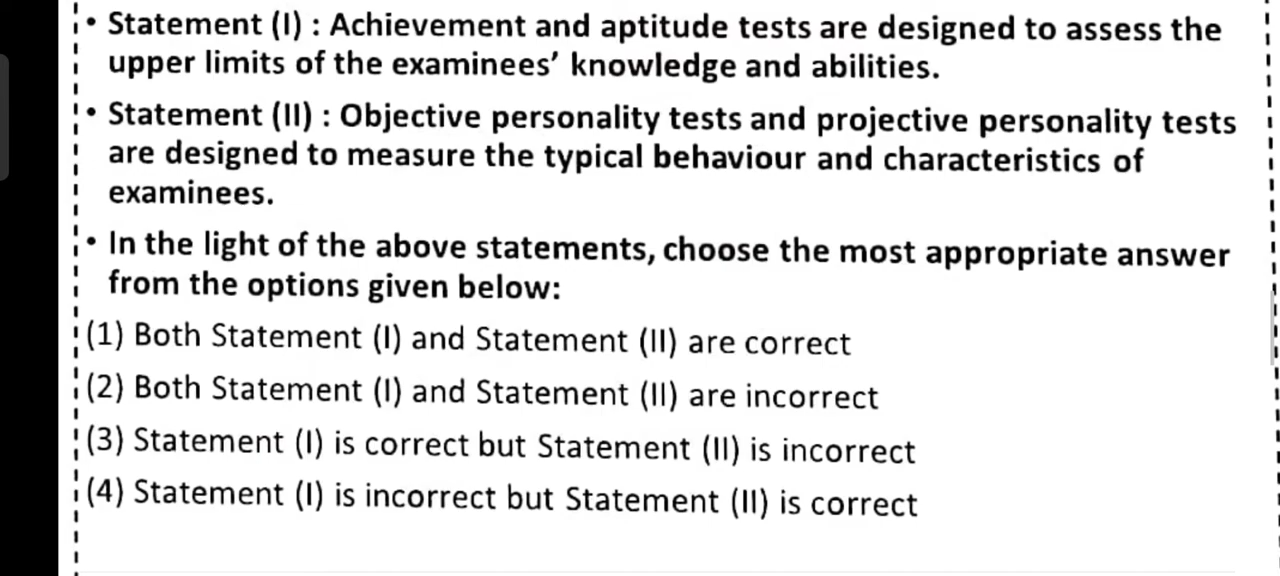 • Statement (I) : Achievement and aptitude tests are designed to assess the
upper limits of the examinees’ knowledge and abilities.
• Statement (II) : Objective personality tests and projective personality tests
are designed to measure the typical behaviour and characteristics of
examinees.
• In the light of the above statements, choose the most appropriate answer
from the options given below:
(1) Both Statement (I) and Statement (II) are correct
(2) Both Statement (I) and Statement (II) are incorrect
(3) Statement (I) is correct but Statement (II) is incorrect
(4) Statement (I) is incorrect but Statement (II) is correct